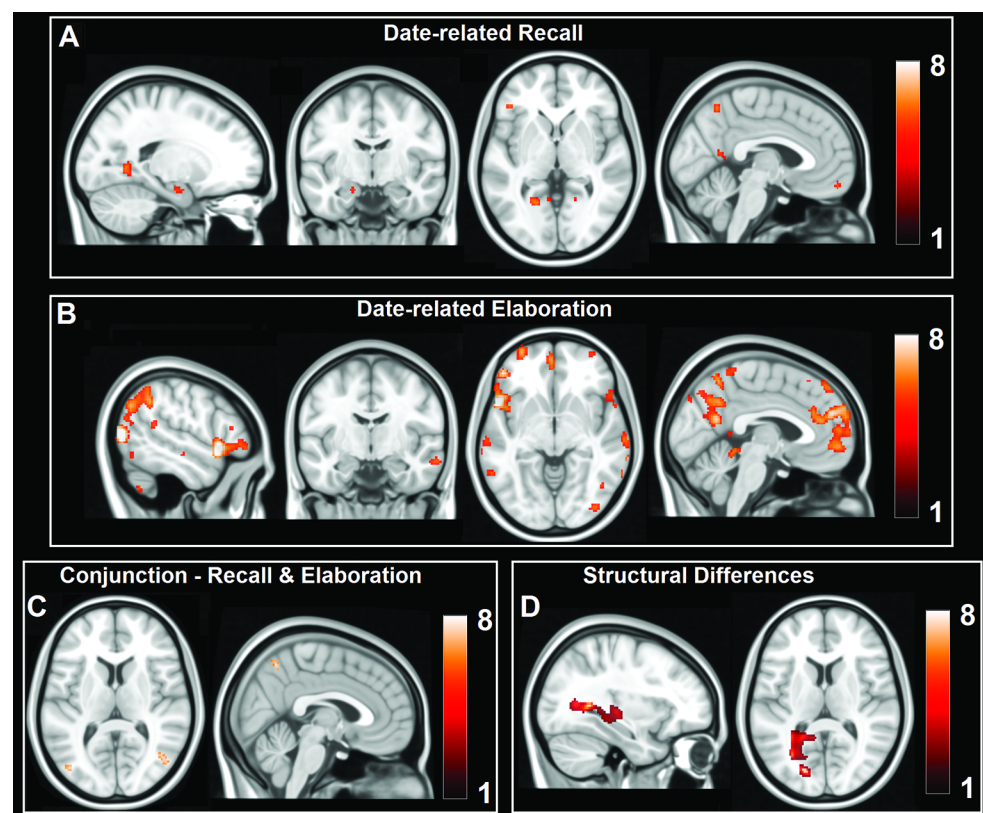 A
Date-related Recall
8
1
B
Date-related Elaboration
8
1
C
Conjunction - Recall & Elaboration
8
1
D
Structural Differences
8
1